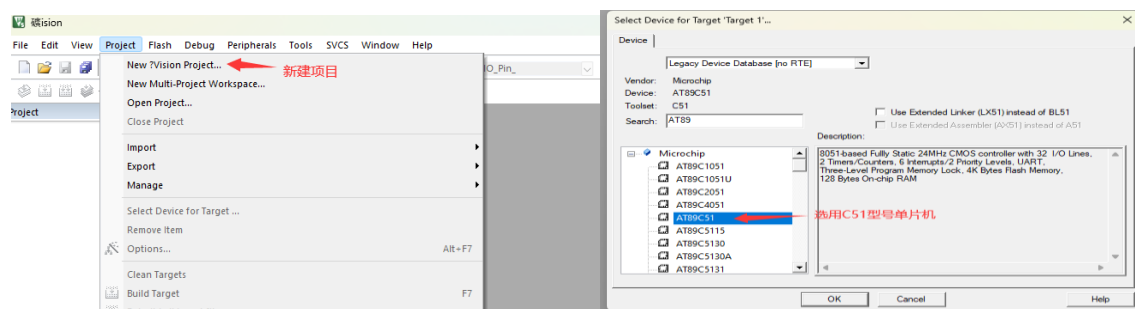 礦ision
File Edit View Project Flash Debug Peripherals Tools SVCS Window Help
New ?Vision Project...
新建项目
IO_Pin_
New Multi-Project Workspace...
Open Project...
Project
Close Project
Import
Export
Manage
Select Device for Target ...
Remove Item
Options... Alt+F7
Clean Targets
Build Target F7
Select Device for Target 'Target 1'...
Device
Legacy Device Database [no RTE]
Vendor: Microchip
Device: AT89C51
Toolset: C51
Search: AT89
Use Extended Linker (LX51) instead of BL51
Use Extended Assembler (AX51) instead of A51
Description:
Microchip
AT89C1051
AT89C1051U
AT89C2051
AT89C4051
AT89C51
AT89C5115
AT89C5130
AT89C5130A
AT89C5131
8051-based Fullly Static 24MHz CMOS controller with 32 I/O Lines,
2 Timers/Counters, 6 Interrupts/2 Priority Levels, UART,
Three-Level Program Memory Lock, 4K Bytes Flash Memory,
128 Bytes On-chip RAM
选用C51型号单片机
OK Cancel Help